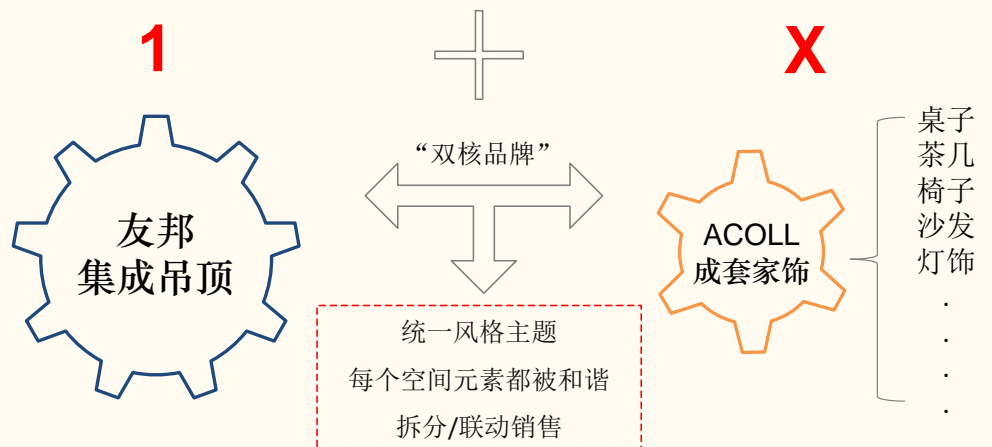 1
X
“双核品牌”
友邦
集成吊顶
ACOLL
成套家饰
桌子
茶几
椅子
沙发
灯饰
.
.
.
.
统一风格主题
每个空间元素都被和谐
拆分/联动销售